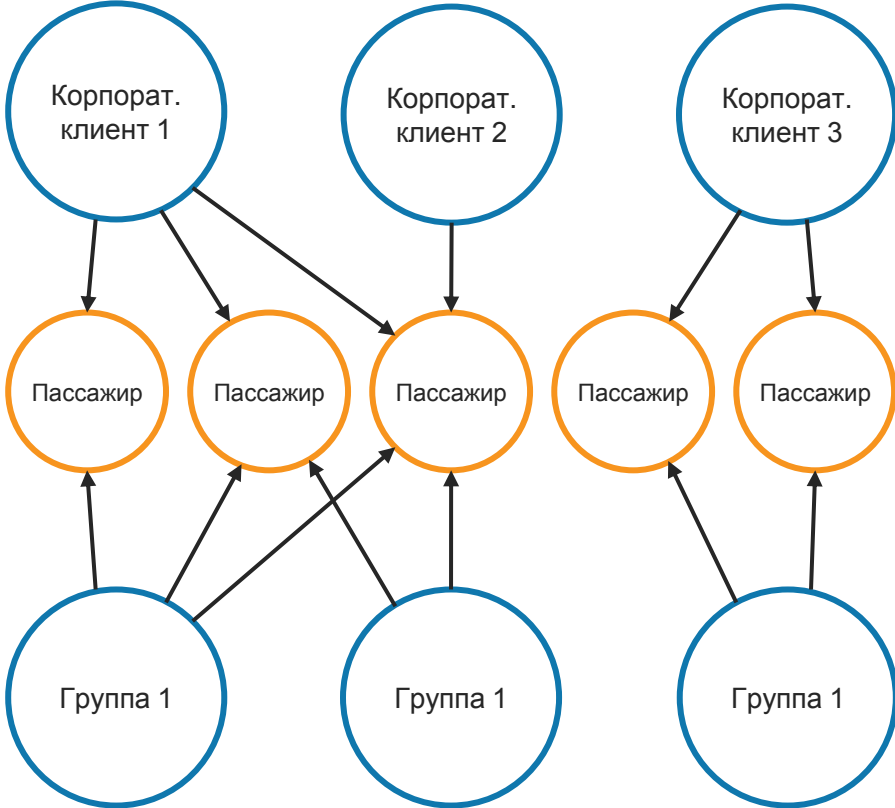 Корпорат.
клиент 1
Корпорат.
клиент 2
Корпорат.
клиент 3
Пассажир
Пассажир
Пассажир
Пассажир
Пассажир
Группа 1
Группа 1
Группа 1